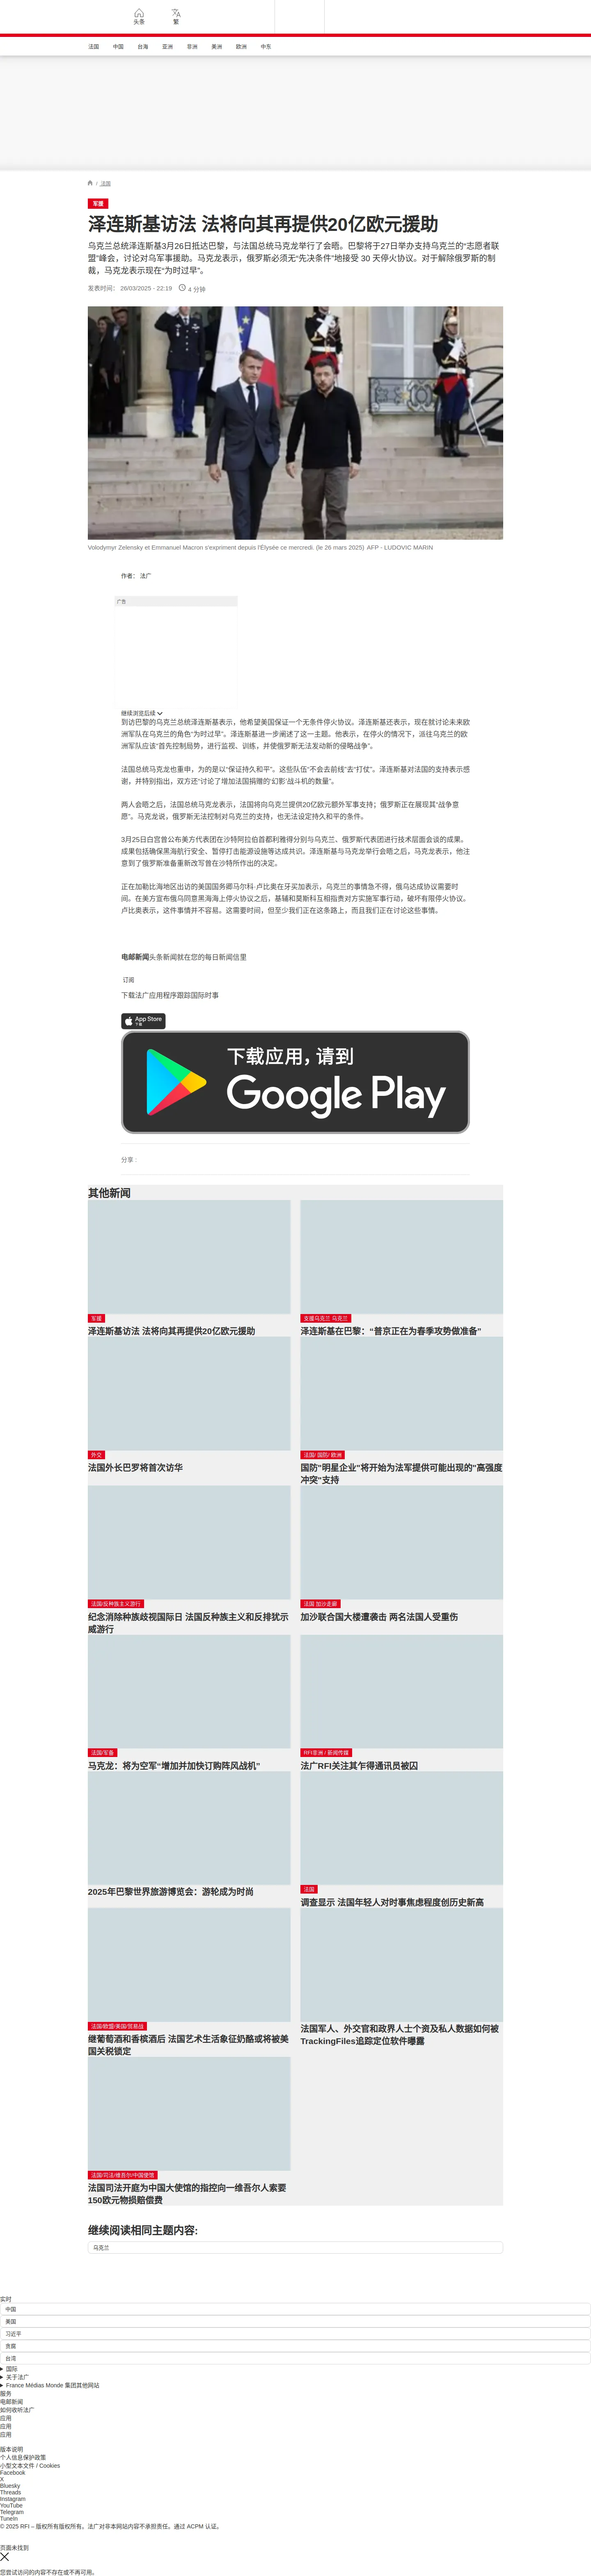 头条
繁
法国
中国
台海
亚洲
非洲
美洲
欧洲
中东
/ 法国
军援
泽连斯基访法 法将向其再提供20亿欧元援助
乌克兰总统泽连斯基3月26日抵达巴黎，与法国总统马克龙举行了会晤。巴黎将于27日举办支持乌克兰的“志愿者联
盟”峰会，讨论对乌军事援助。马克龙表示，俄罗斯必须无“先决条件”地接受 30 天停火协议。对于解除俄罗斯的制
裁，马克龙表示现在“为时过早”。
发表时间： 26/03/2025 - 22:19
4 分钟
Volodymyr Zelensky et Emmanuel Macron s'expriment depuis l'Élysée ce mercredi. (le 26 mars 2025) AFP - LUDOVIC MARIN
作者： 法广
广告
继续浏览后续
到访巴黎的乌克兰总统泽连斯基表示，他希望美国保证一个无条件停火协议。泽连斯基还表示，现在就讨论未来欧
洲军队在乌克兰的角色“为时过早”。泽连斯基进一步阐述了这一主题。他表示，在停火的情况下，派往乌克兰的欧
洲军队应该“首先控制局势，进行监视、训练，并使俄罗斯无法发动新的侵略战争”。
法国总统马克龙也重申，为的是以“保证持久和平”。这些队伍“不会去前线”去“打仗”。泽连斯基对法国的支持表示感
谢，并特别指出，双方还“讨论了增加法国捐赠的‘幻影’战斗机的数量”。
两人会晤之后，法国总统马克龙表示，法国将向乌克兰提供20亿欧元额外军事支持；俄罗斯正在展现其“战争意
愿”。马克龙说，俄罗斯无法控制对乌克兰的支持，也无法设定持久和平的条件。
3月25日白宫曾公布美方代表团在沙特阿拉伯首都利雅得分别与乌克兰、俄罗斯代表团进行技术层面会谈的成果。
成果包括确保黑海航行安全、暂停打击能源设施等达成共识。泽连斯基与马克龙举行会晤之后，马克龙表示，他注
意到了俄罗斯准备重新改写曾在沙特所作出的决定。
正在加勒比海地区出访的美国国务卿马尔科·卢比奥在牙买加表示，乌克兰的事情急不得，俄乌达成协议需要时
间。在美方宣布俄乌同意黑海海上停火协议之后，基辅和莫斯科互相指责对方实施军事行动，破坏有限停火协议。
卢比奥表示，这件事情并不容易。这需要时间，但至少我们正在这条路上，而且我们正在讨论这些事情。
电邮新闻头条新闻就在您的每日新闻信里
订阅
下载法广应用程序跟踪国际时事
App Store
下载
下载应用，请到
Google Play
分享 :
其他新闻
军援
泽连斯基访法 法将向其再提供20亿欧元援助
支援乌克兰 乌克兰
泽连斯基在巴黎：“普京正在为春季攻势做准备”
外交
法国外长巴罗将首次访华
法国/ 国防/ 欧洲
国防"明星企业"将开始为法军提供可能出现的"高强度
冲突"支持
法国/反种族主义游行
纪念消除种族歧视国际日 法国反种族主义和反排犹示
威游行
法国 加沙走廊
加沙联合国大楼遭袭击 两名法国人受重伤
法国/军备
马克龙：将为空军“增加并加快订购阵风战机”
RFI非洲 / 新闻传媒
法广RFI关注其乍得通讯员被囚
2025年巴黎世界旅游博览会：游轮成为时尚
法国
调查显示 法国年轻人对时事焦虑程度创历史新高
法国/欧盟/美国/贸易战
继葡萄酒和香槟酒后 法国艺术生活象征奶酪或将被美
国关税锁定
法国军人、外交官和政界人士个资及私人数据如何被
TrackingFiles追踪定位软件曝露
法国/司法/维吾尔/中国使馆
法国司法开庭为中国大使馆的指控向一维吾尔人索要
150欧元物损赔偿费
继续阅读相同主题内容:
乌克兰
实时
中国
美国
习近平
贪腐
台湾
国际
关于法广
France Médias Monde 集团其他网站
服务
电邮新闻
如何收听法广
应用
应用
应用
版本说明
个人信息保护政策
小型文本文件 / Cookies
Facebook
X
Bluesky
Threads
Instagram
YouTube
Telegram
TuneIn
© 2025 RFI – 版权所有版权所有。法广对非本网站内容不承担责任。通过 ACPM 认证。
页面未找到
您尝试访问的内容不存在或不再可用。